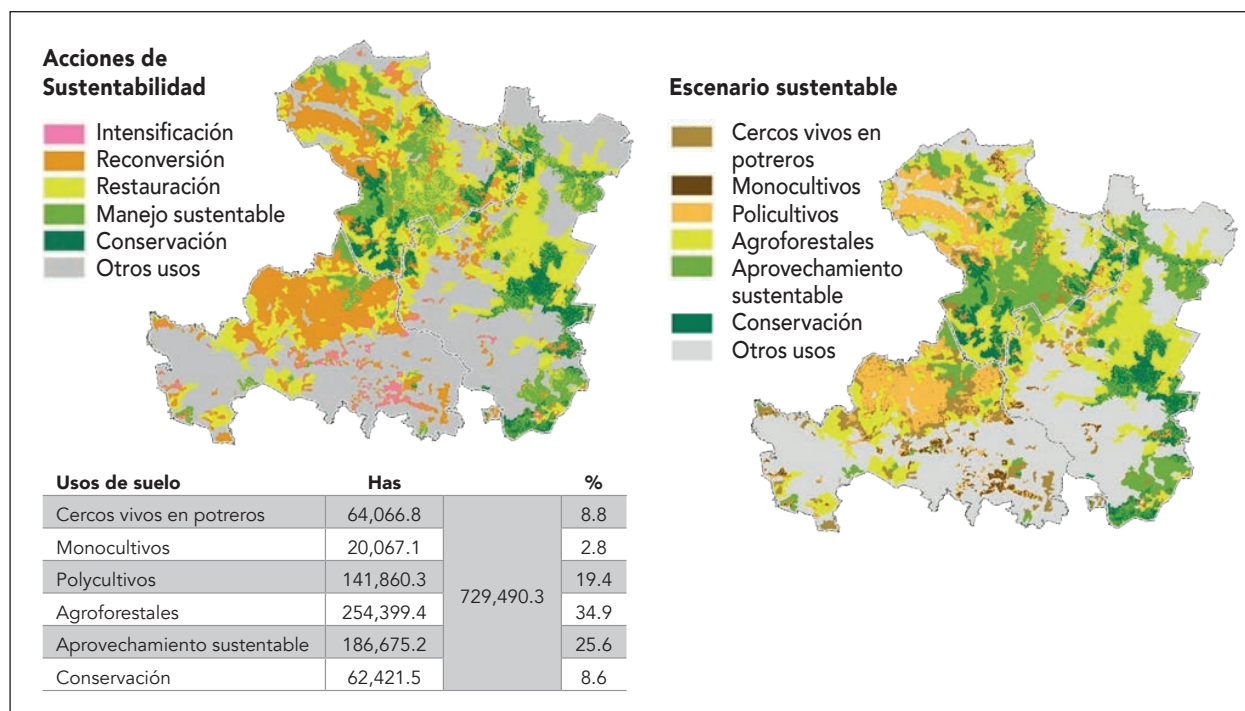 Acciones de
Sustentabilidad
Intensificación
Reconversión
Restauración
Manejo sustentable
Conservación
Otros usos
Escenario sustentable
Cercos vivos en
potreros
Monocultivos
Policultivos
Agroforestales
Aprovechamiento
sustentable
Conservación
Otros usos
Usos de suelo Has %
Cercos vivos en potreros 64,066.8 8.8
Monocultivos 20,067.1 2.8
Polycultivos 141,860.3 19.4
729,490.3
Agroforestales 254,399.4 34.9
Aprovechamiento sustentable 186,675.2 25.6
Conservación 62,421.5 8.6